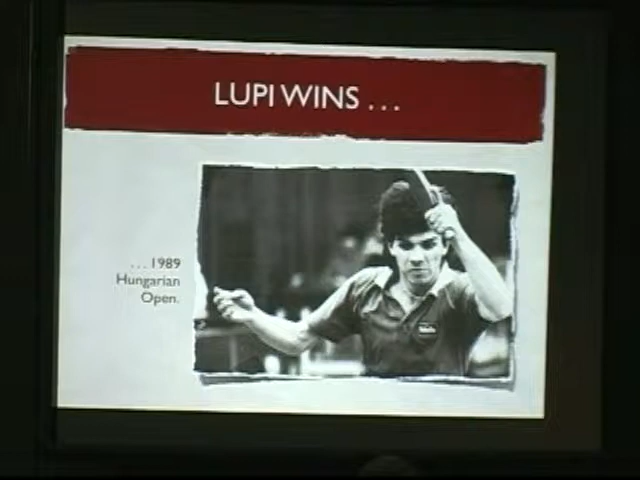 LUPI WINS . . .
. . . 1989
Hungarian
Open.